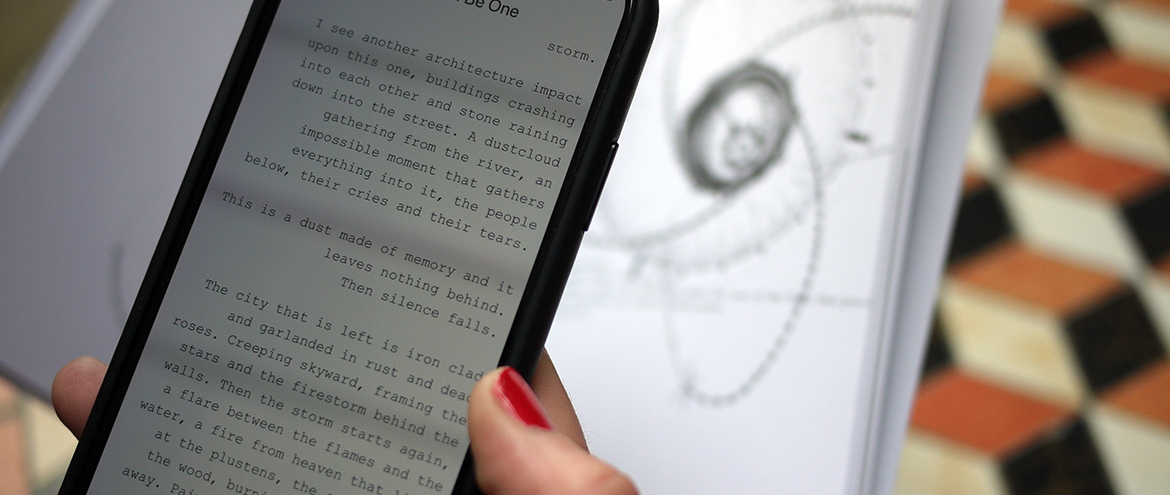 Be One
storm.
I see another architecture impact
upon this one, buildings crashing
into each other and stone raining
down into the street. A dustcloud
gathering from the river, an
impossible moment that gathers
everything into it, the people
below, their cries and their tears.
This is a dust made of memory and it
leaves nothing behind.
Then silence falls.
The city that is left is iron clad
and garlanded in rust and dead
roses. Creeping skyward, framing the
stars and the firestorm behind the
walls. Then the storm starts again,
a flare between the flames and the
water, a fire from heaven that
at the plustens, the
the wood,
away.